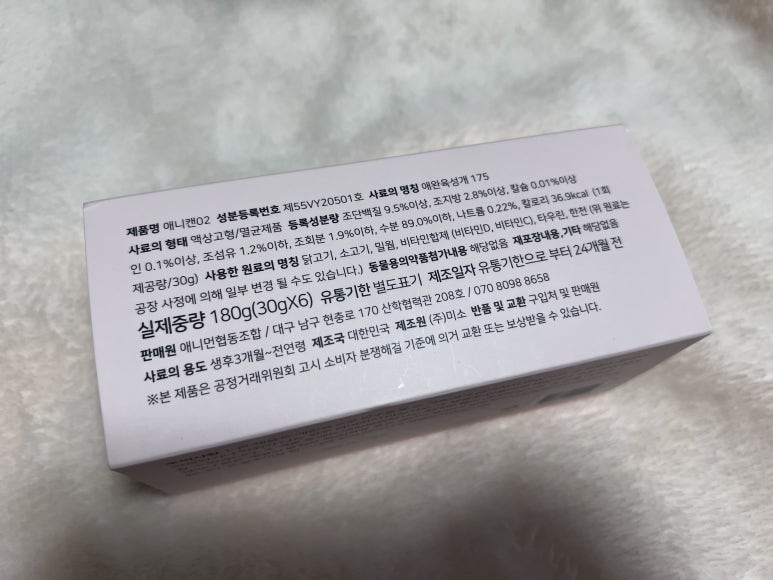 제품명 애니캔02 성분등록번호 제55VY20501호 사료의 명칭 애완육성개 175
사료의 형태 액상고형/멸균제품 등록성분량 조단백질 9.5%이상, 조지방 2.8%이상, 칼슘 0.01%이상
인 0.1%이상, 조섬유 1.2%이하, 조회분 1.9%이하, 수분 89.0%이하, 나트륨 0.22%, 칼로리 36.9kcal (1회
제공량/30g) 사용한 원료의 명칭 닭고기, 소고기, 밀웜, 비타민합제 (비타민D, 비타민C), 타우린, 한천 (위 원료는
공장 사정에 의해 일부 변경 될 수도 있습니다.) 동물용의약품첨가내용 해당없음 재포장내용,기타 해당없음
실제중량 180g(30gX6) 유통기한 별도표기 제조일자 유통기한으로 부터 24개월 전
판매원 애니먼협동조합 / 대구 남구 현충로 170 산학협력관 208호 / 070 8098 8658
사료의 용도 생후3개월~전연령 제조국 대한민국 제조원 (주)미소 반품 및 교환 구입처 및 판매원
※본 제품은 공정거래위원회 고시 소비자 분쟁해결 기준에 의거 교환 또는 보상받을 수 있습니다.